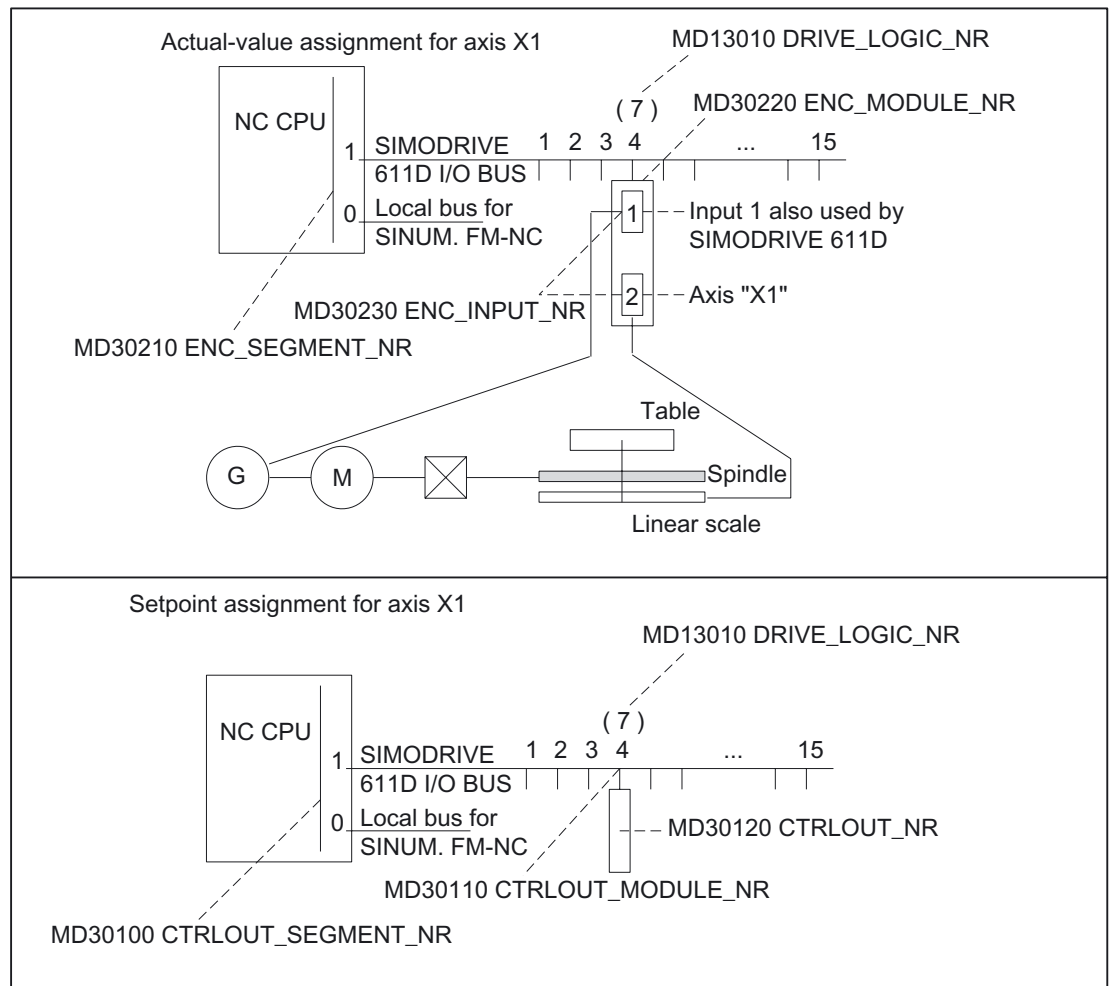 Actual-value assignment for axis X1
MD13010 DRIVE_LOGIC_NR
( 7 )
MD30220 ENC_MODULE_NR
NC CPU
1 SIMODRIVE
611D I/O BUS
1 2 3 4 ... 15
0 Local bus for
SINUM. FM-NC
1
Input 1 also used by
SIMODRIVE 611D
2
Axis "X1"
MD30230 ENC_INPUT_NR
MD30210 ENC_SEGMENT_NR
Table
G
M
Spindle
Linear scale
Setpoint assignment for axis X1
MD13010 DRIVE_LOGIC_NR
( 7 )
NC CPU
1 SIMODRIVE
611D I/O BUS
1 2 3 4 ... 15
0 Local bus for
SINUM. FM-NC
MD30120 CTRLOUT_NR
MD30110 CTRLOUT_MODULE_NR
MD30100 CTRLOUT_SEGMENT_NR